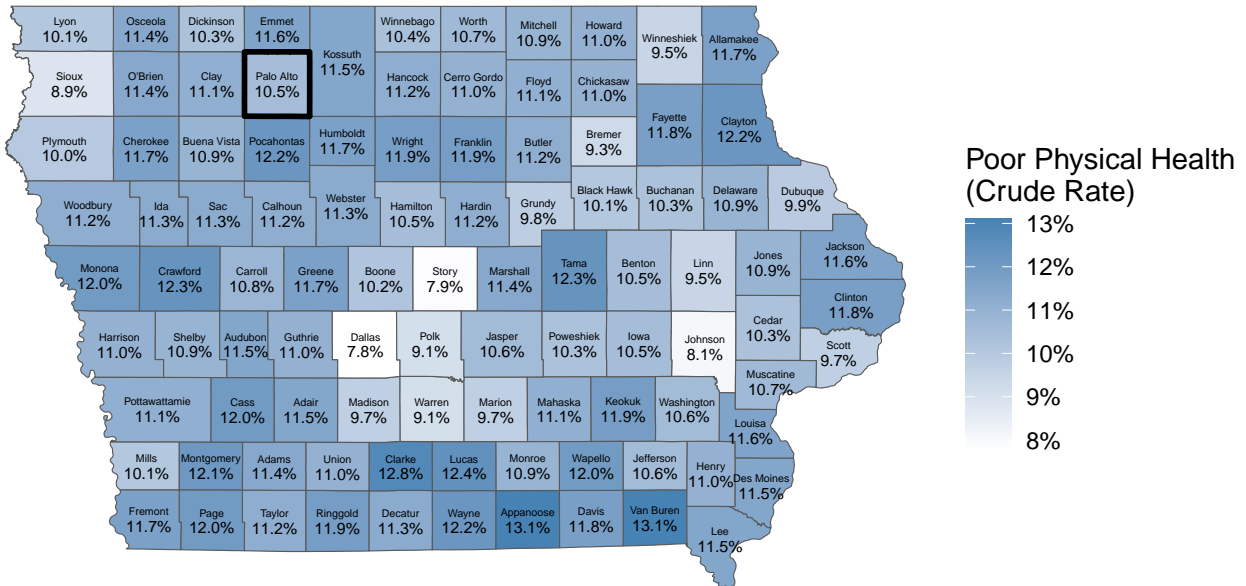 Lyon
10.1%
Osceola
11.4%
Dickinson
10.3%
Emmet
11.6%
Kossuth
11.5%
Winnebago
10.4%
Worth
10.7%
Mitchell
10.9%
Howard
11.0%
Winneshiek
9.5%
Allamakee
11.7%
Sioux
8.9%
O'Brien
11.4%
Clay
11.1%
Palo Alto
10.5%
Hancock
11.2%
Cerro Gordo
11.0%
Floyd
11.1%
Chickasaw
11.0%
Plymouth
10.0%
Cherokee
11.7%
Buena Vista
10.9%
Pocahontas
12.2%
Humboldt
11.7%
Wright
11.9%
Franklin
11.9%
Butler
11.2%
Bremer
9.3%
Fayette
11.8%
Clayton
12.2%
Woodbury
11.2%
Ida
11.3%
Sac
11.3%
Calhoun
11.2%
Webster
11.3%
Hamilton
10.5%
Hardin
11.2%
Grundy
9.8%
Black Hawk
10.1%
Buchanan
10.3%
Delaware
10.9%
Dubuque
9.9%
Monona
12.0%
Crawford
12.3%
Carroll
10.8%
Greene
11.7%
Boone
10.2%
Story
7.9%
Marshall
11.4%
Tama
12.3%
Benton
10.5%
Linn
9.5%
Jones
10.9%
Jackson
11.6%
Clinton
11.8%
Harrison
11.0%
Shelby
10.9%
Audubon
11.5%
Guthrie
11.0%
Dallas
7.8%
Polk
9.1%
Jasper
10.6%
Poweshiek
10.3%
Iowa
10.5%
Johnson
8.1%
Cedar
10.3%
Scott
9.7%
Muscatine
10.7%
Pottawattamie
11.1%
Cass
12.0%
Adair
11.5%
Madison
9.7%
Warren
9.1%
Marion
9.7%
Mahaska
11.1%
Keokuk
11.9%
Washington
10.6%
Louisa
11.6%
Mills
10.1%
Montgomery
12.1%
Adams
11.4%
Union
11.0%
Clarke
12.8%
Lucas
12.4%
Monroe
10.9%
Wapello
12.0%
Jefferson
10.6%
Henry
11.0%
Des Moines
11.5%
Fremont
11.7%
Page
12.0%
Taylor
11.2%
Ringgold
11.9%
Decatur
11.3%
Wayne
12.2%
Appanoose
13.1%
Davis
11.8%
Van Buren
13.1%
Lee
11.5%
Poor Physical Health
(Crude Rate)
13%
12%
11%
10%
9%
8%